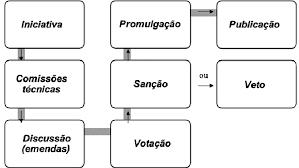 Iniciativa
Promulgação
Publicação
Comissões
técnicas
Sanção
ou
Veto
Discussão
(emendas)
Votação